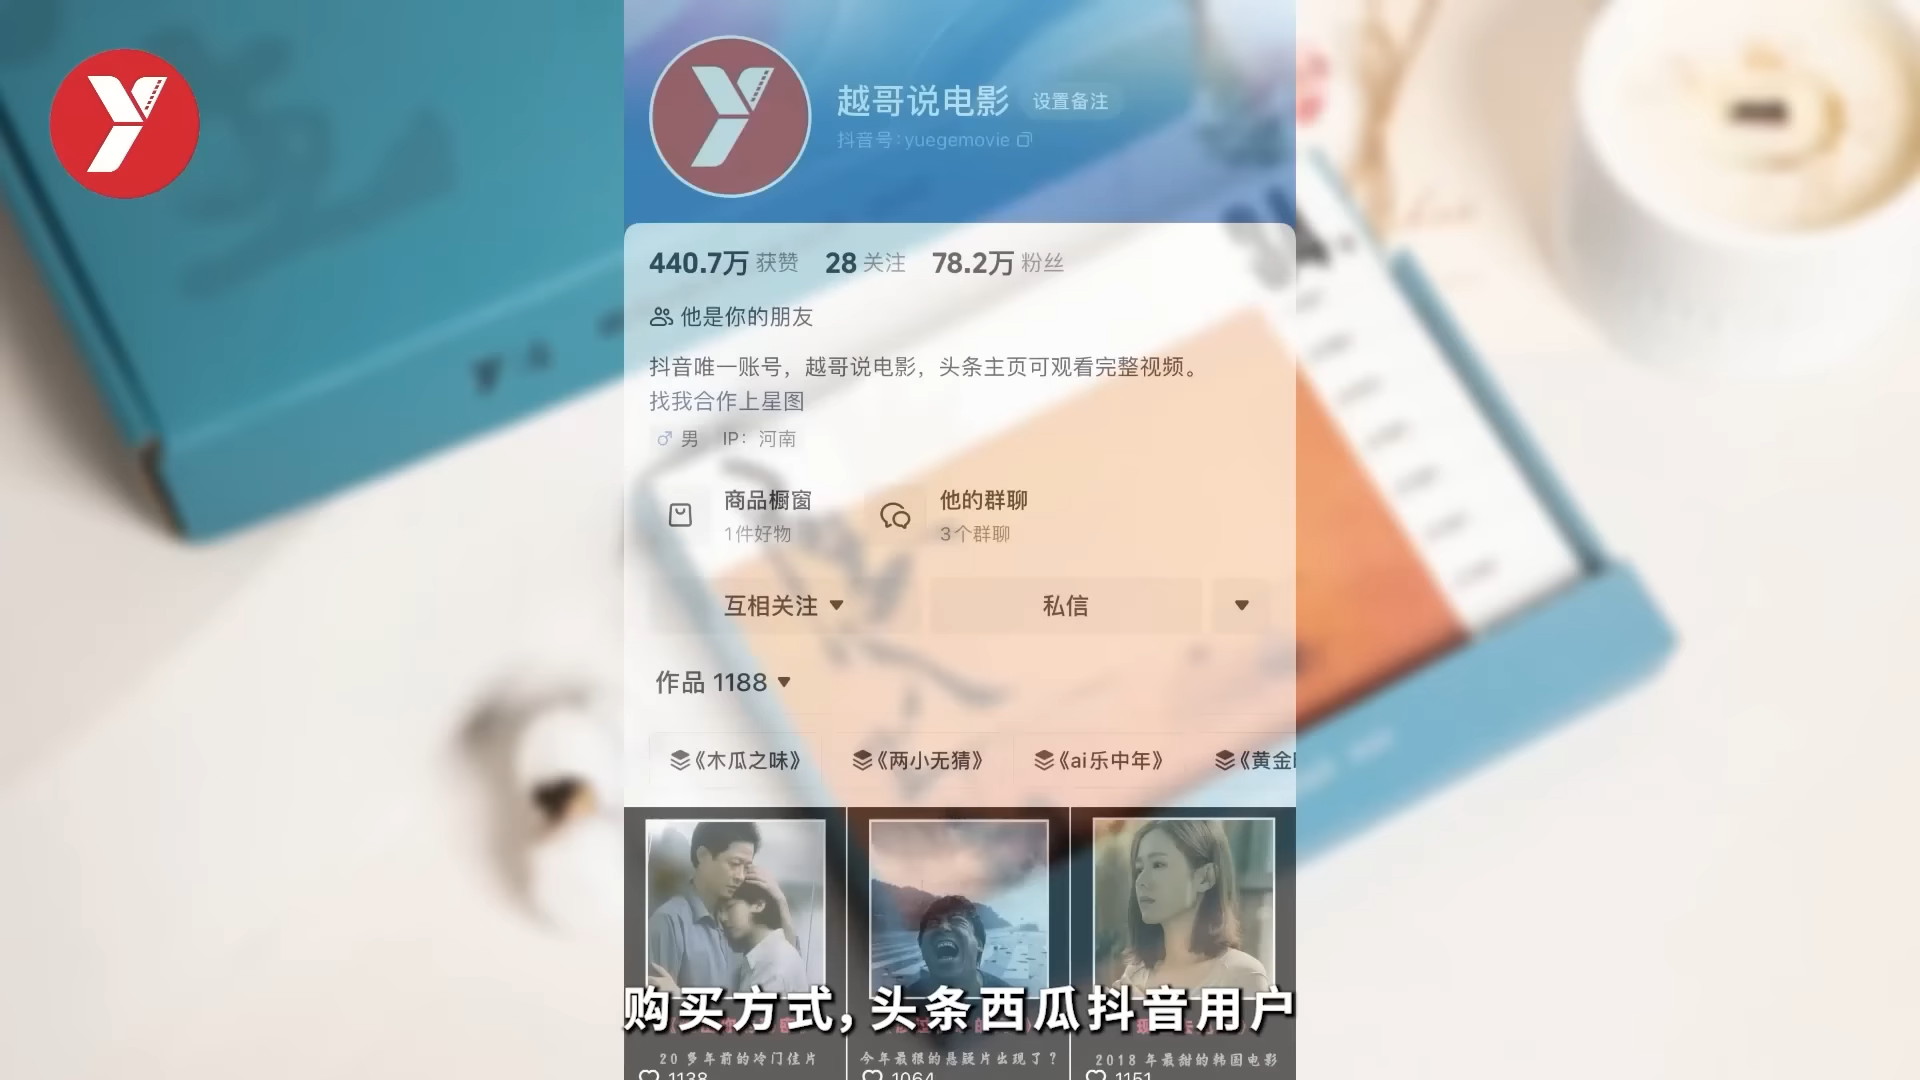 越哥说电影 设置备注
抖音号:yuegemovie
440.7万 获赞 28 关注 78.2万 粉丝
他是你的朋友
抖音唯一账号，越哥说电影，头条主页可观看完整视频。
找我合作上星图
男 IP：河南
商品橱窗 他的群聊
1件好物 3个群聊
互相关注 私信
作品 1188
《木瓜之味》 《两小无猜》 《ai乐中年》 《黄金
购买方式，头条西瓜抖音用户
20多年前的冷门佳片 今年最狠的悬疑片出现了？ 2018年最甜的韩国电影
1138 1064 1151